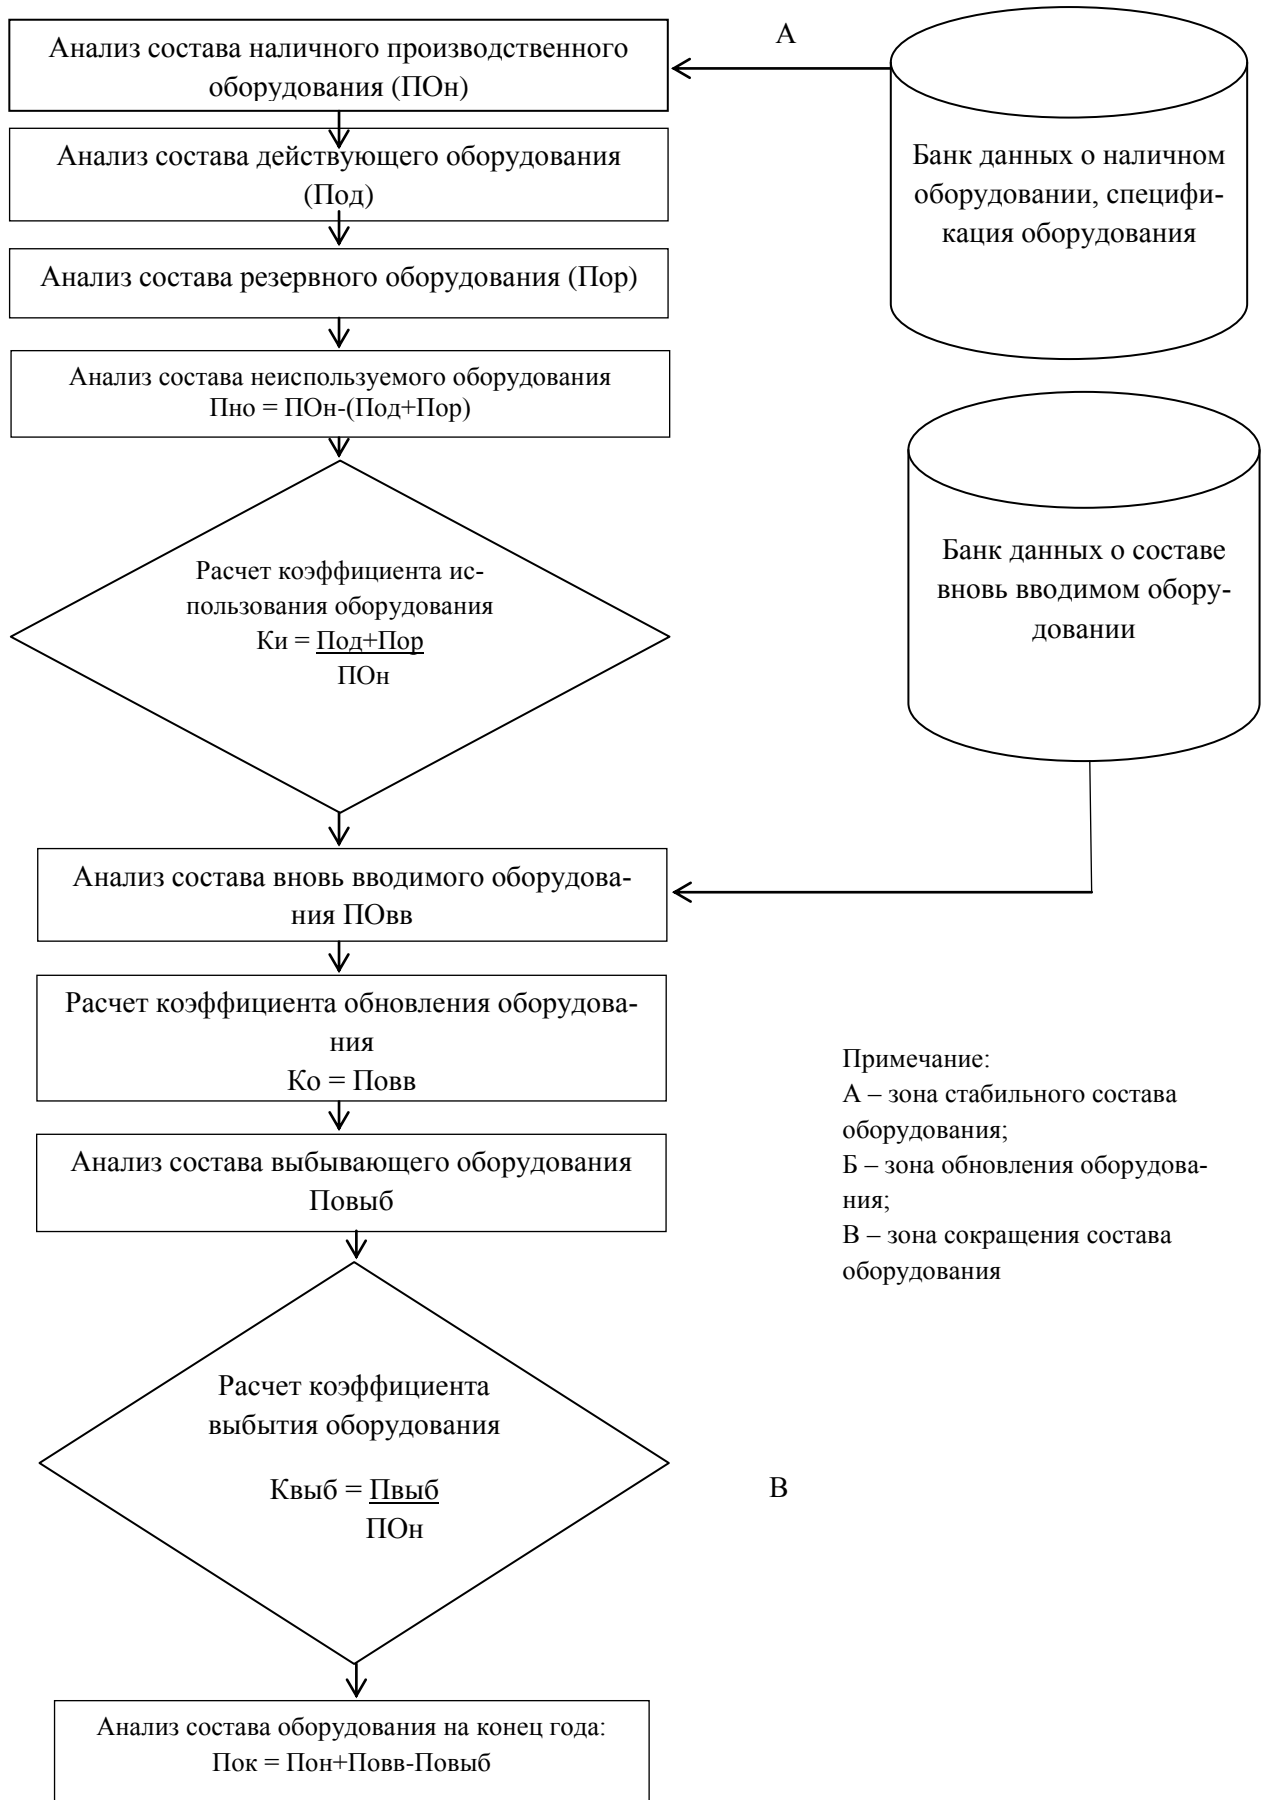 Анализ состава наличного производственного
оборудования (ПОн)
А
Банк данных о наличном
оборудовании, специфи-
кация оборудования
Анализ состава действующего оборудования
(Под)
Анализ состава резервного оборудования (Пор)
Анализ состава неиспользуемого оборудования
Пно = ПОн-(Под+Пор)
Расчет коэффициента ис-
пользования оборудования
Ки = Под+Пор
ПОн
Банк данных о составе
вновь вводимом обору-
довании
Анализ состава вновь вводимого оборудова-
ния ПОвв
Расчет коэффициента обновления оборудова-
ния
Ко = Повв
Анализ состава выбывающего оборудования
Повыб
Примечание:
А – зона стабильного состава
оборудования;
Б – зона обновления оборудова-
ния;
В – зона сокращения состава
оборудования
Расчет коэффициента
выбытия оборудования
Квыб = Пвыб
ПОн
В
Анализ состава оборудования на конец года:
Пок = Пон+Повв-Повыб